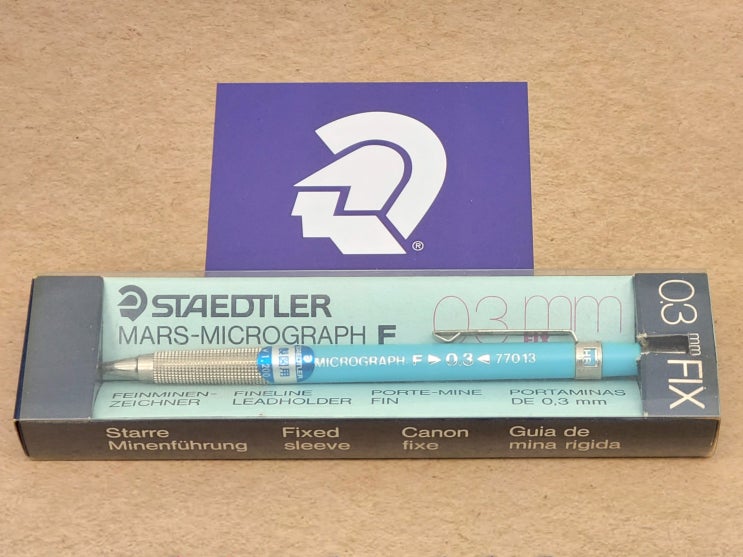 ®
STAEDTLER
MARS-MICROGRAPH F
0.3 mm
MICROGRAPH F 0.3 77013
HB
FEINMINEN-
ZEICHNER
FINELINE
LEADHOLDER
PORTE-MINE
FIN
PORTAMINAS
DE 0,3 mm
0.3 mm
FIX
Starre
Minenführung
Fixed
sleeve
Canon
fixe
Guia de
mina rigida